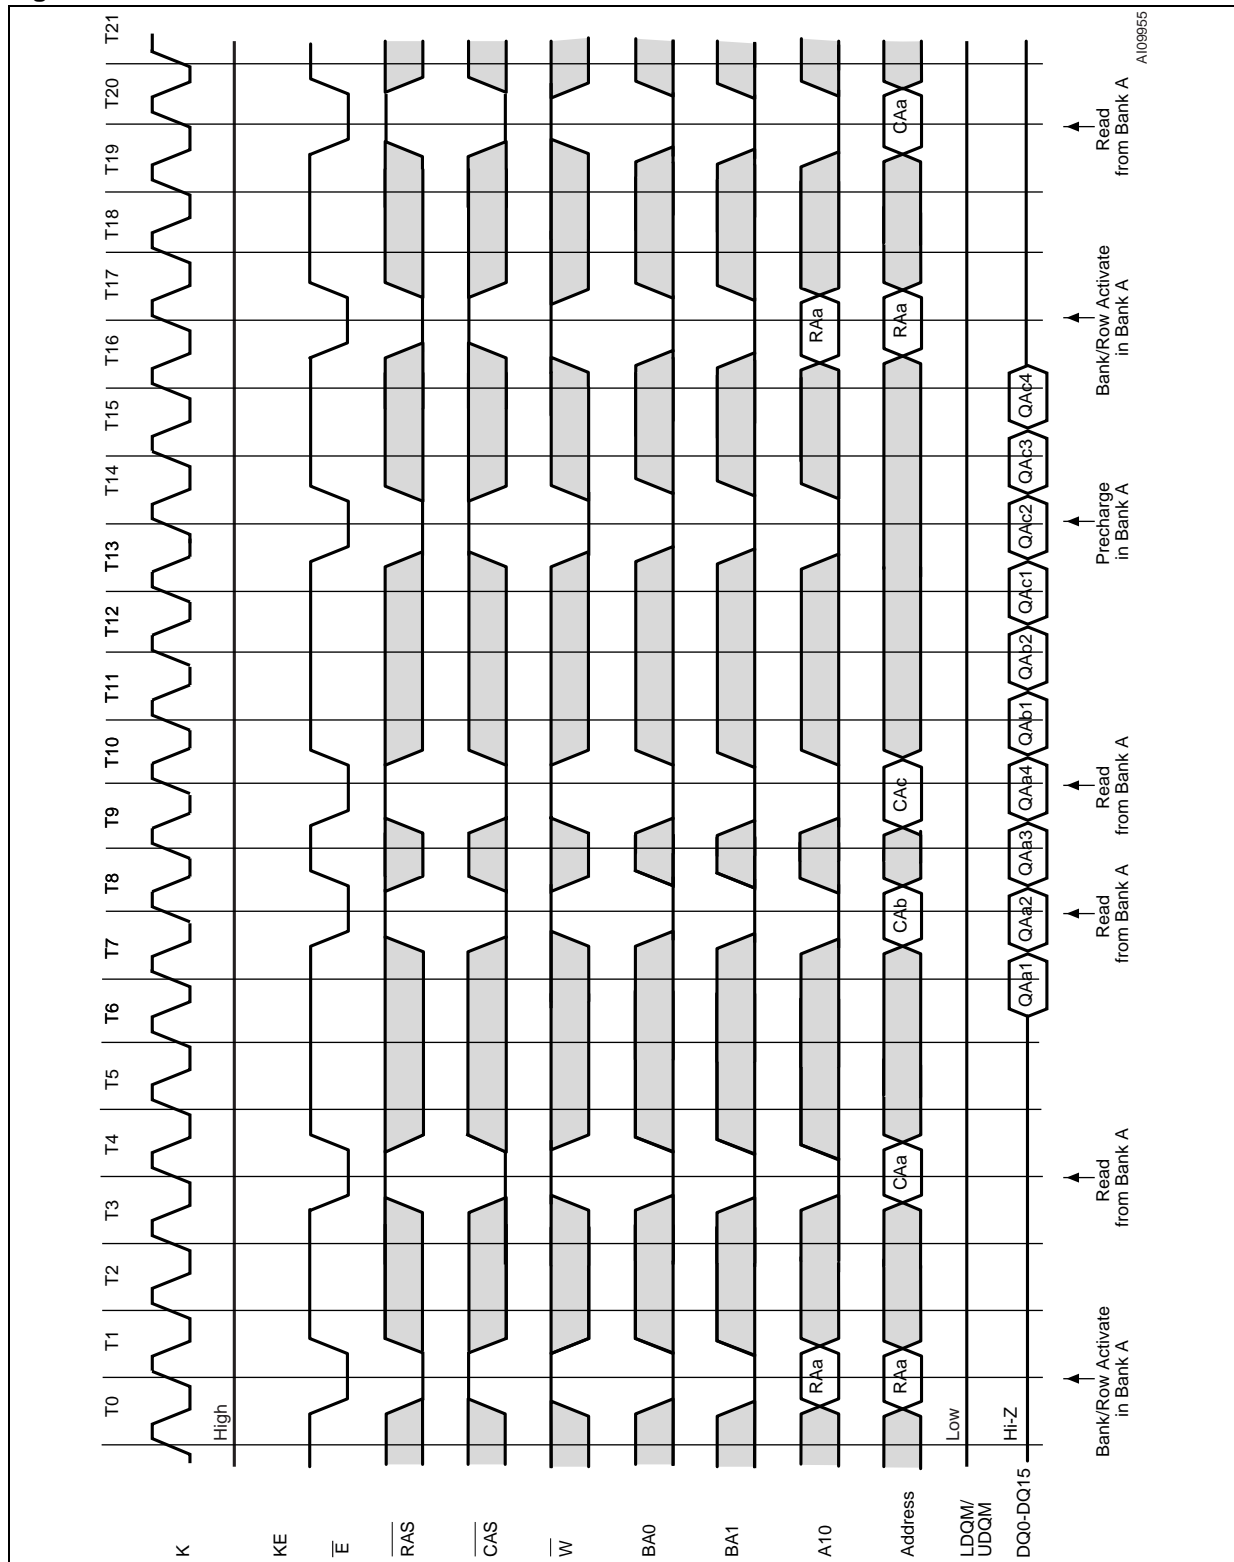 T0 T1 T2 T3 T4 T5 T6 T7 T8 T9 T10 T11 T12 T13 T14 T15 T16 T17 T18 T19 T20 T21
K
High
KE
E
RAS
CAS
W
BA0
BA1
RAa RAa
A10
RAa CAa CAb CAc RAa CAa
Address
Low
LDQM/
UDQM
Hi-Z
QAa1 QAa2 QAa3 QAa4 QAb1 QAb2 QAc1 QAc2 QAc3 QAc4
DQ0-DQ15
Bank/Row Activate
in Bank A
Read
from Bank A
Read
from Bank A
Read
from Bank A
Precharge
in Bank A
Bank/Row Activate
in Bank A
Read
from Bank A
AI09955